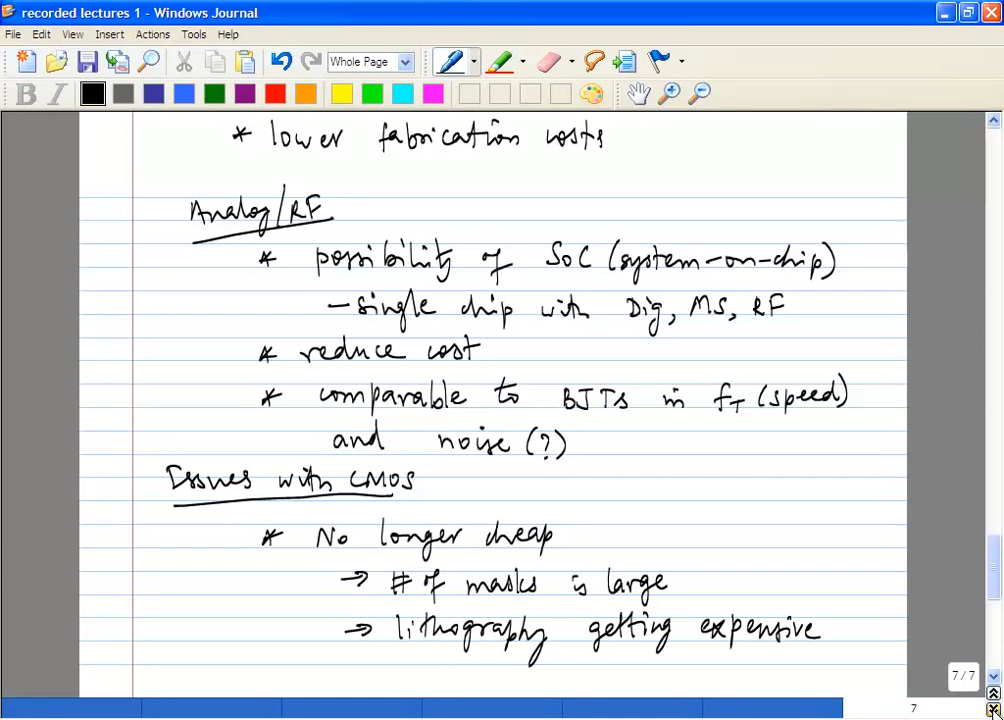 recorded lectures 1 - Windows Journal
File Edit View Insert Actions Tools Help
Whole Page
B I
* lower fabrication costs
Analog/RF
* possibility of SoC (system-on-chip)
- single chip with Dig, MS, RF
* reduce cost
* comparable to BJTs in fT (speed)
and noise (?)
Issues with CMOS
* No longer cheap
→ # of masks is large
→ lithography getting expensive
7 / 7
7